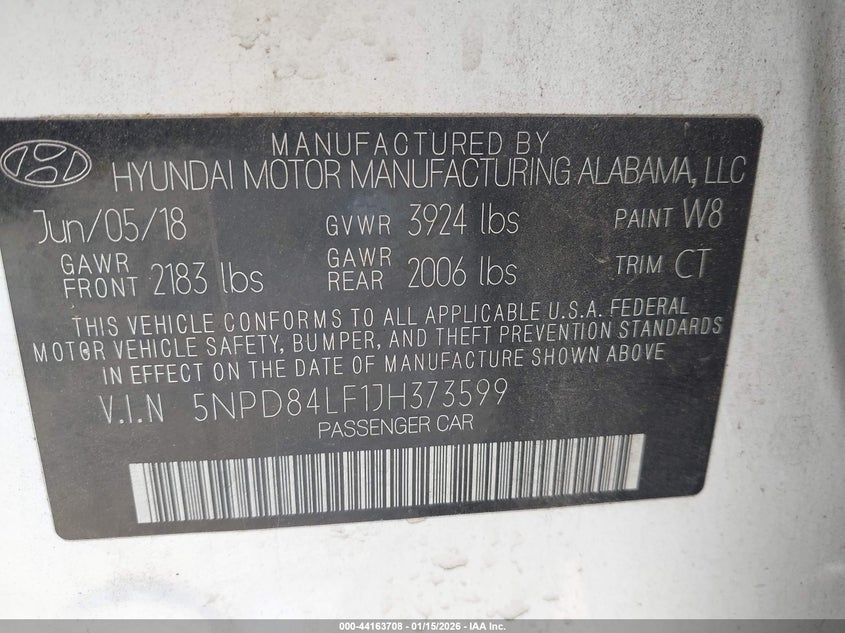 MANUFACTURED BY
HYUNDAI MOTOR MANUFACTURING ALABAMA, LLC
Jun/05/18 GVWR 3924 lbs PAINT W8
GAWR FRONT 2183 lbs GAWR REAR 2006 lbs TRIM CT
THIS VEHICLE CONFORMS TO ALL APPLICABLE U.S.A. FEDERAL
MOTOR VEHICLE SAFETY, BUMPER, AND THEFT PREVENTION STANDARDS
IN EFFECT ON THE DATE OF MANUFACTURE SHOWN ABOVE
V.I.N 5NPD84LF1JH373599
PASSENGER CAR
000-44163708 - 01/15/2026 - IAA Inc.